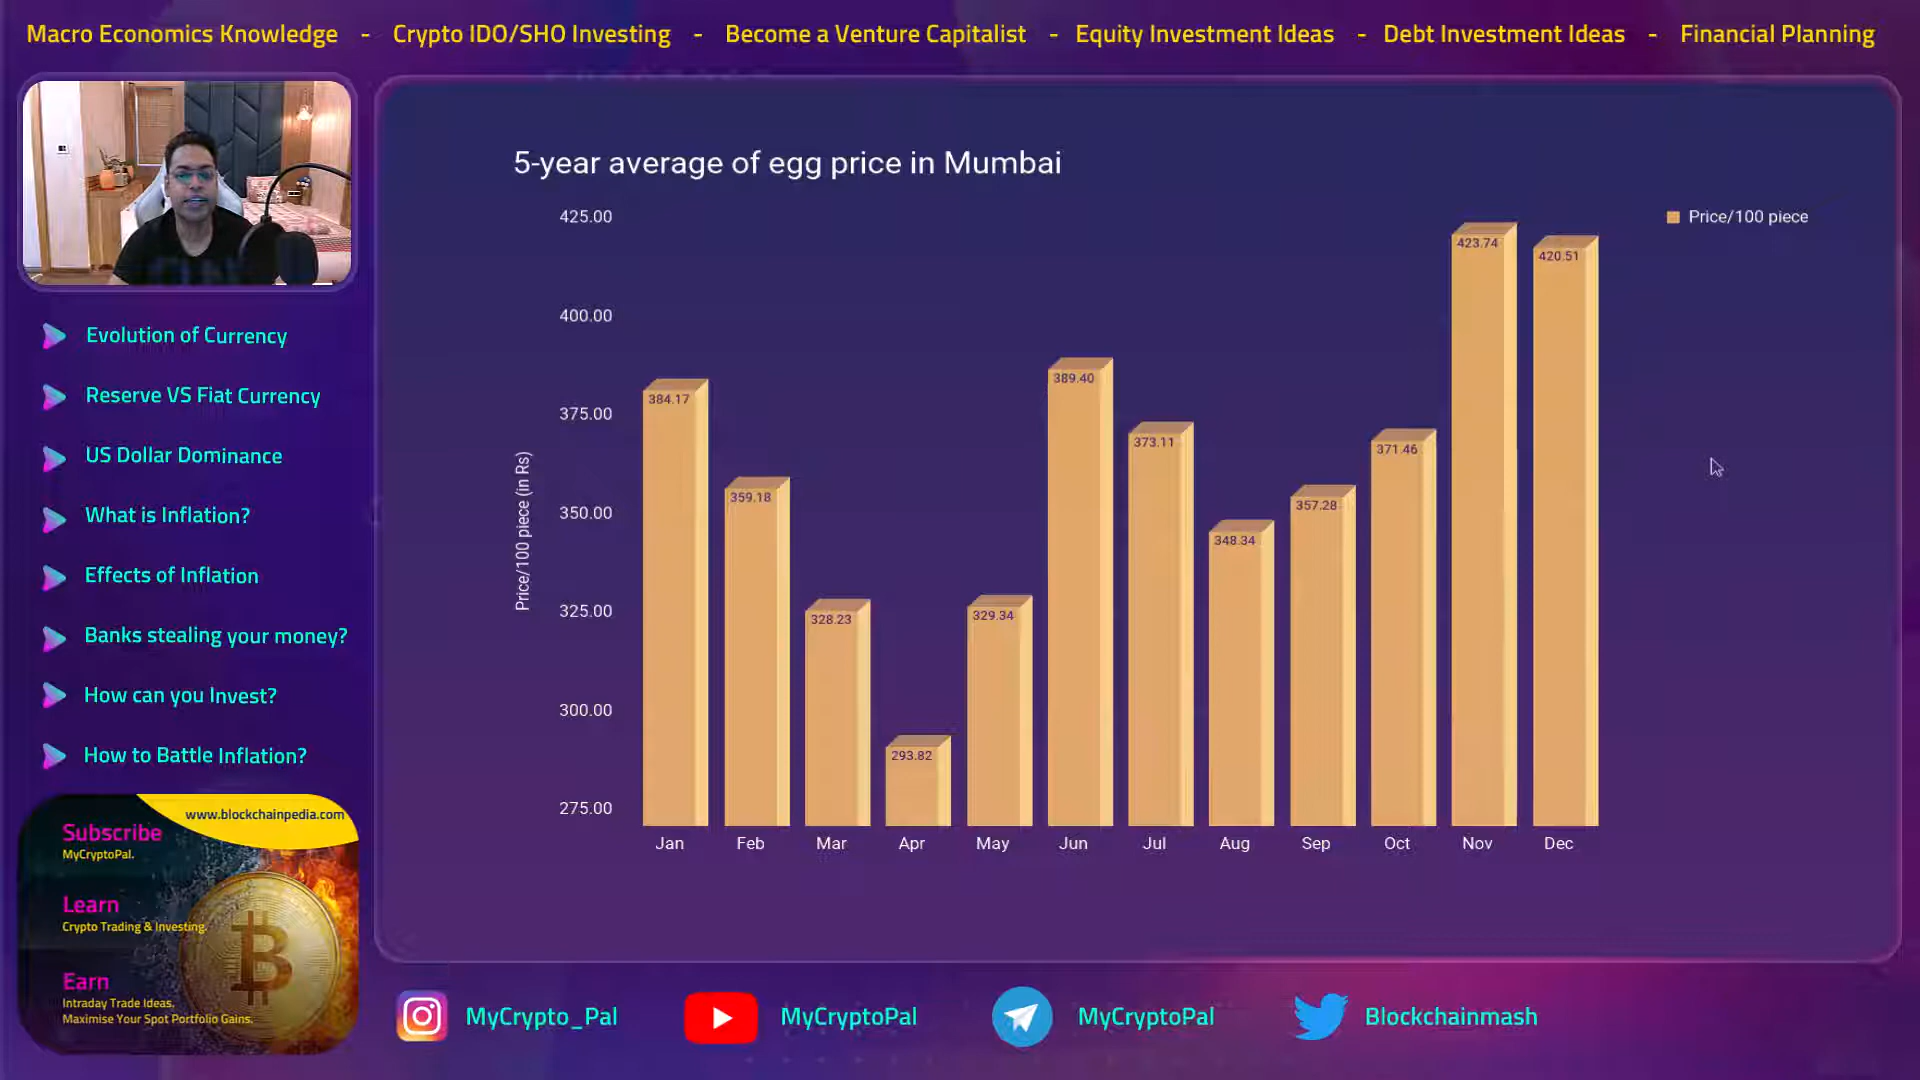 Macro Economics Knowledge - Crypto IDO/SHO Investing - Become a Venture Capitalist - Equity Investment Ideas - Debt Investment Ideas - Financial Planning
Evolution of Currency
Reserve VS Fiat Currency
US Dollar Dominance
What is Inflation?
Effects of Inflation
Banks stealing your money?
How can you Invest?
How to Battle Inflation?
www.blockchainpedia.com
Subscribe
MyCryptoPal.
Learn
Crypto Trading & Investing.
Earn
Intraday Trade Ideas.
Maximise Your Spot Portfolio Gains.
5-year average of egg price in Mumbai
Price/100 piece
Price/100 piece (in Rs)
425.00
400.00
375.00
350.00
325.00
300.00
275.00
384.17
359.18
328.23
293.82
329.34
389.40
373.11
348.34
357.28
371.46
423.74
420.51
Jan Feb Mar Apr May Jun Jul Aug Sep Oct Nov Dec
MyCrypto_Pal MyCryptoPal MyCryptoPal Blockchainmash